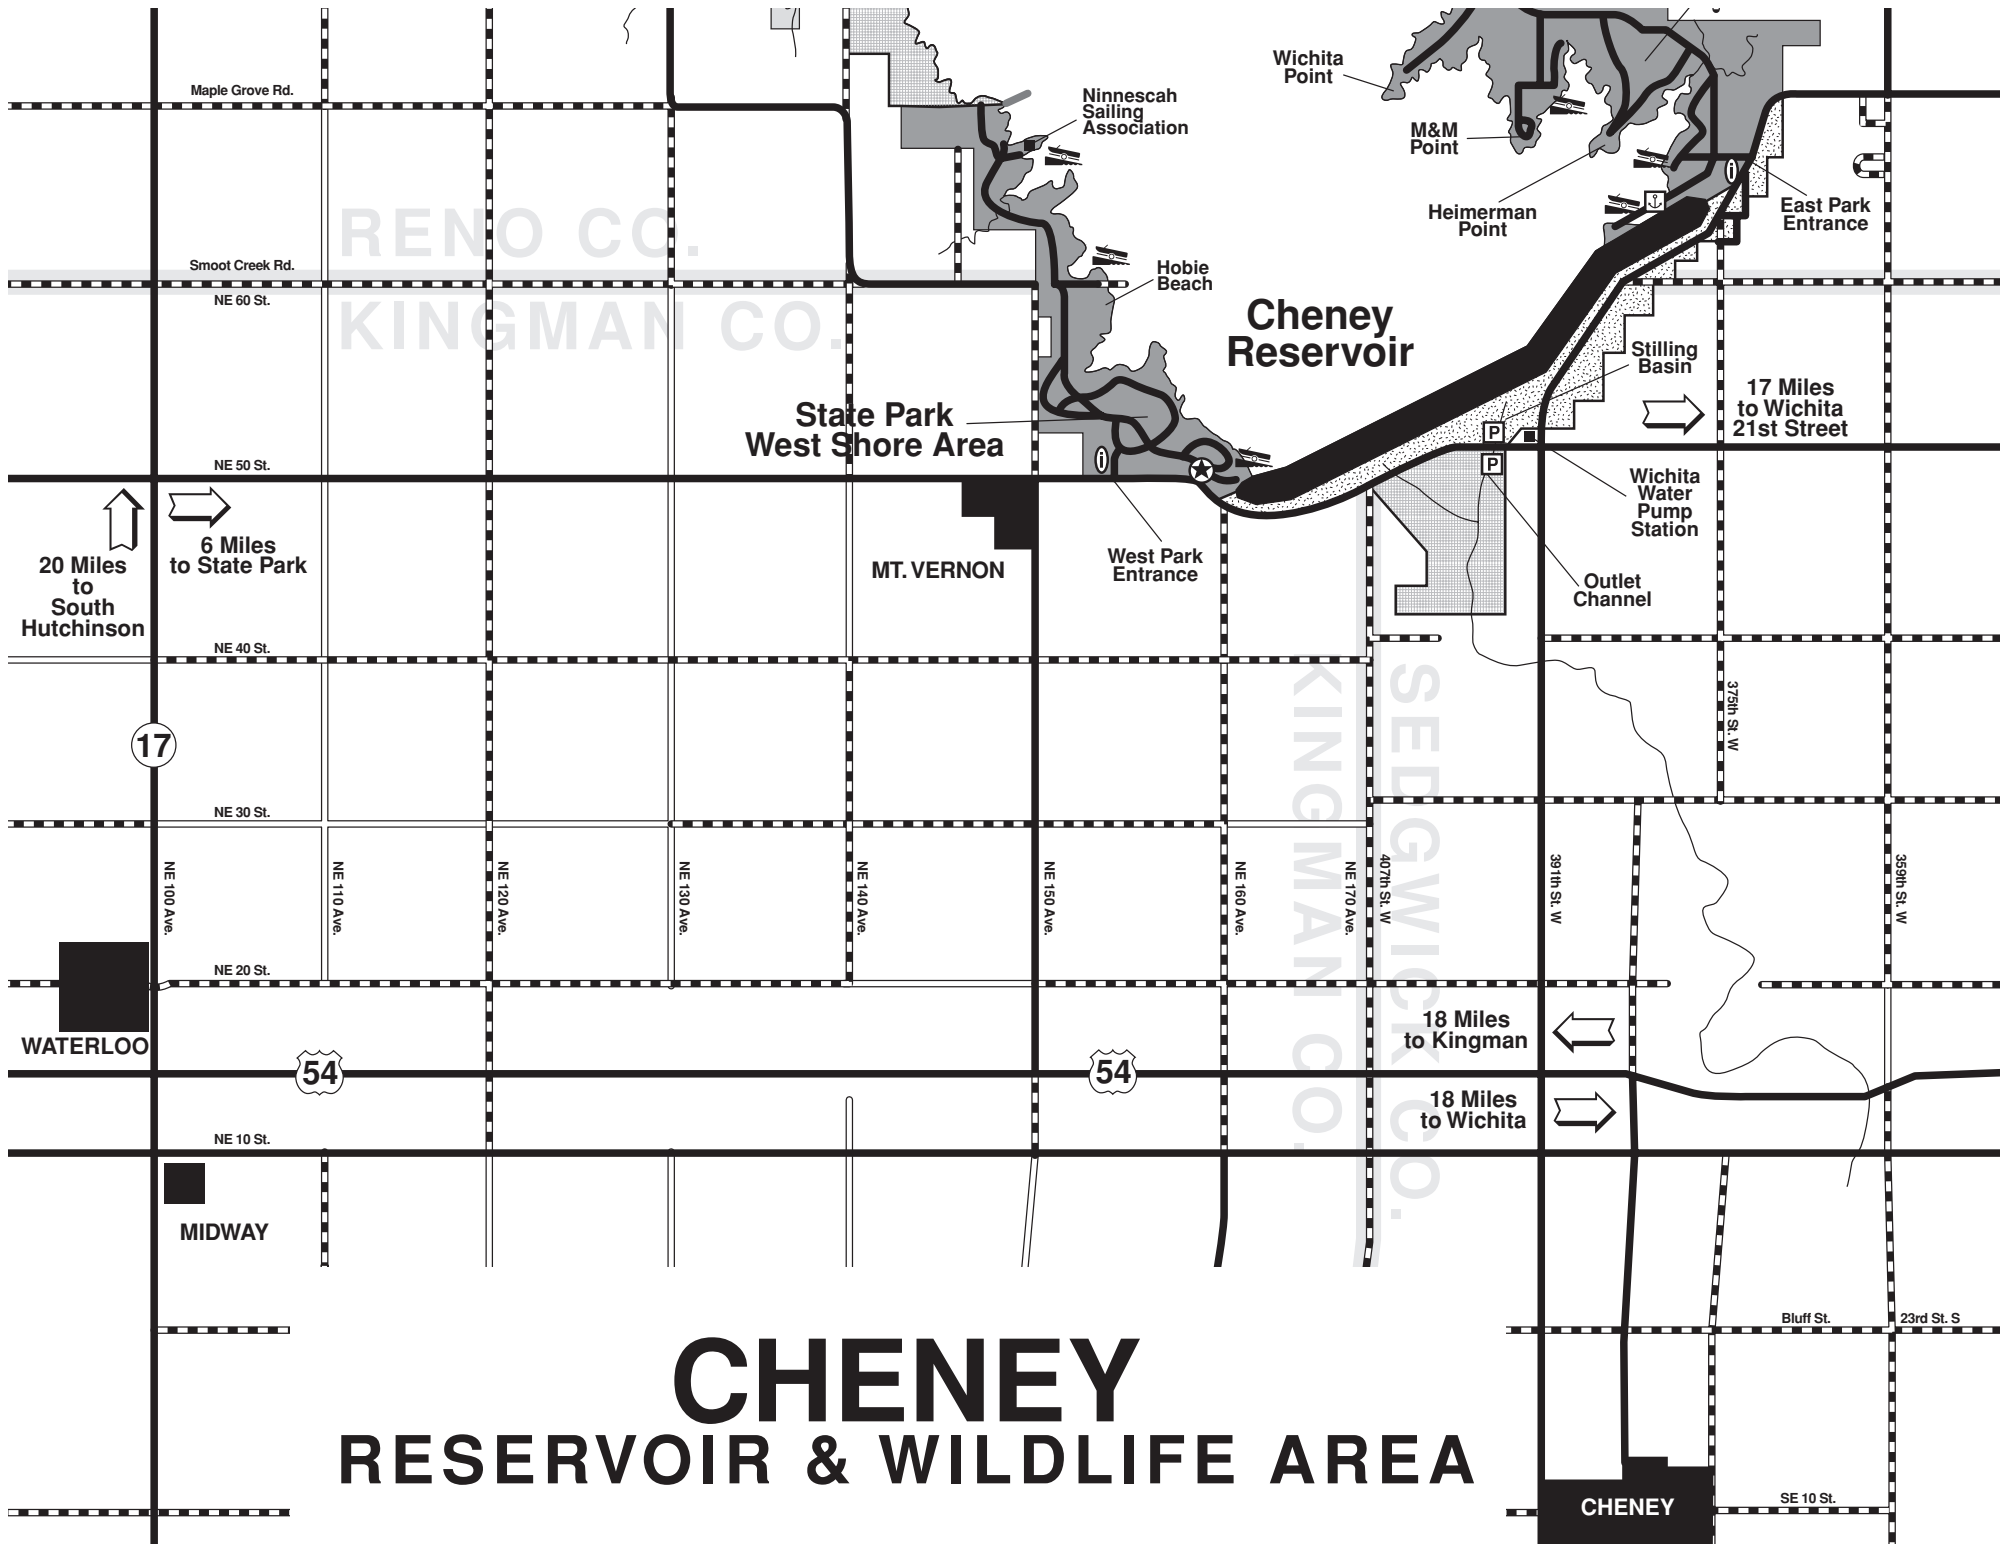 Maple Grove Rd.
Ninnescah
Sailing
Association
Wichita
Point
M&M
Point
Heimerman
Point
East Park
Entrance
RENO CO.
Smoot Creek Rd.
NE 60 St.
KINGMAN CO.
Hobie
Beach
Cheney
Reservoir
Stilling
Basin
17 Miles
to Wichita
21st Street
State Park
West Shore Area
NE 50 St.
P
P
i
i
20 Miles
to
South
Hutchinson
6 Miles
to State Park
MT. VERNON
West Park
Entrance
Wichita
Water
Pump
Station
Outlet
Channel
NE 40 St.
17
375th St. W
KINGMAN CO.
SEDGWICK CO.
NE 30 St.
NE 100 Ave.
NE 110 Ave.
NE 120 Ave.
NE 130 Ave.
NE 140 Ave.
NE 150 Ave.
NE 160 Ave.
NE 170 Ave.
407th St. W
391th St. W
359th St. W
NE 20 St.
WATERLOO
54
54
18 Miles
to Kingman
18 Miles
to Wichita
NE 10 St.
MIDWAY
Bluff St.
23rd St. S
CHENEY
RESERVOIR & WILDLIFE AREA
SE 10 St.
CHENEY